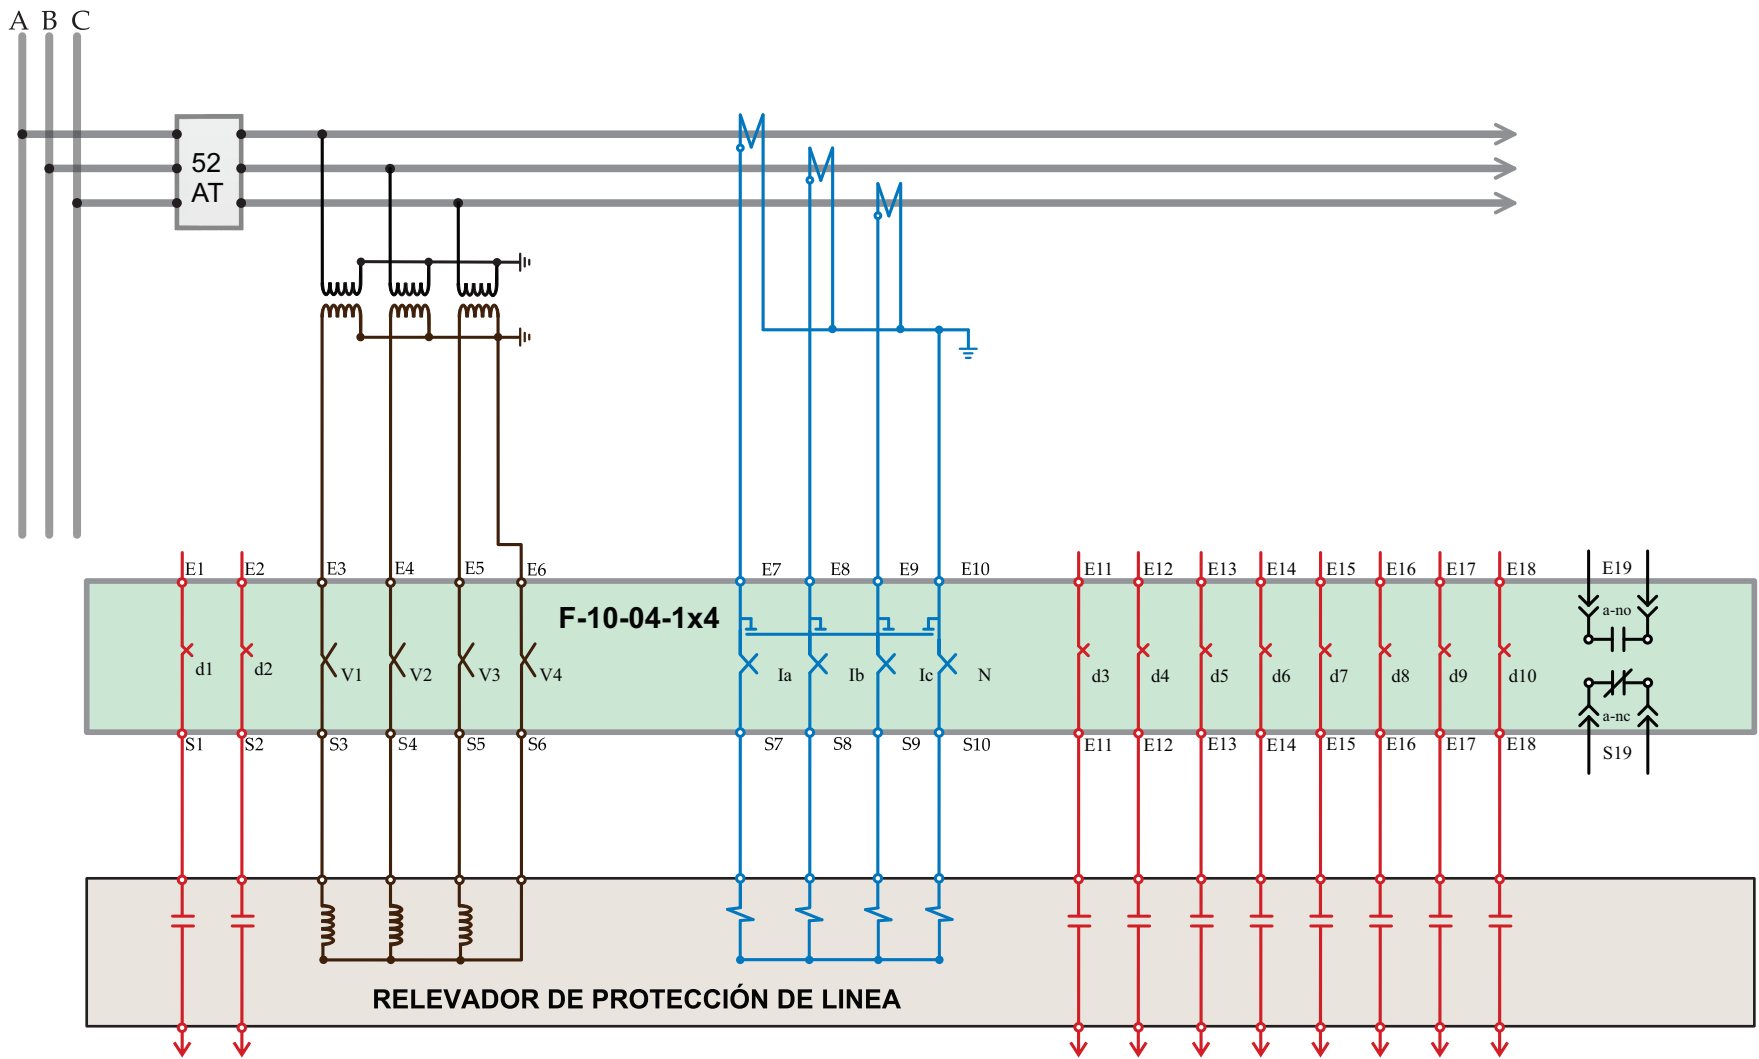 A B C
52
AT
E1 E2 E3 E4 E5 E6 E7 E8 E9 E10 E11 E12 E13 E14 E15 E16 E17 E18 E19
F-10-04-1x4
a-no
d1 d2 V1 V2 V3 V4 Ia Ib Ic N d3 d4 d5 d6 d7 d8 d9 d10
a-nc
S1 S2 S3 S4 S5 S6 S7 S8 S9 S10 E11 E12 E13 E14 E15 E16 E17 E18 S19
RELEVADOR DE PROTECCIÓN DE LINEA